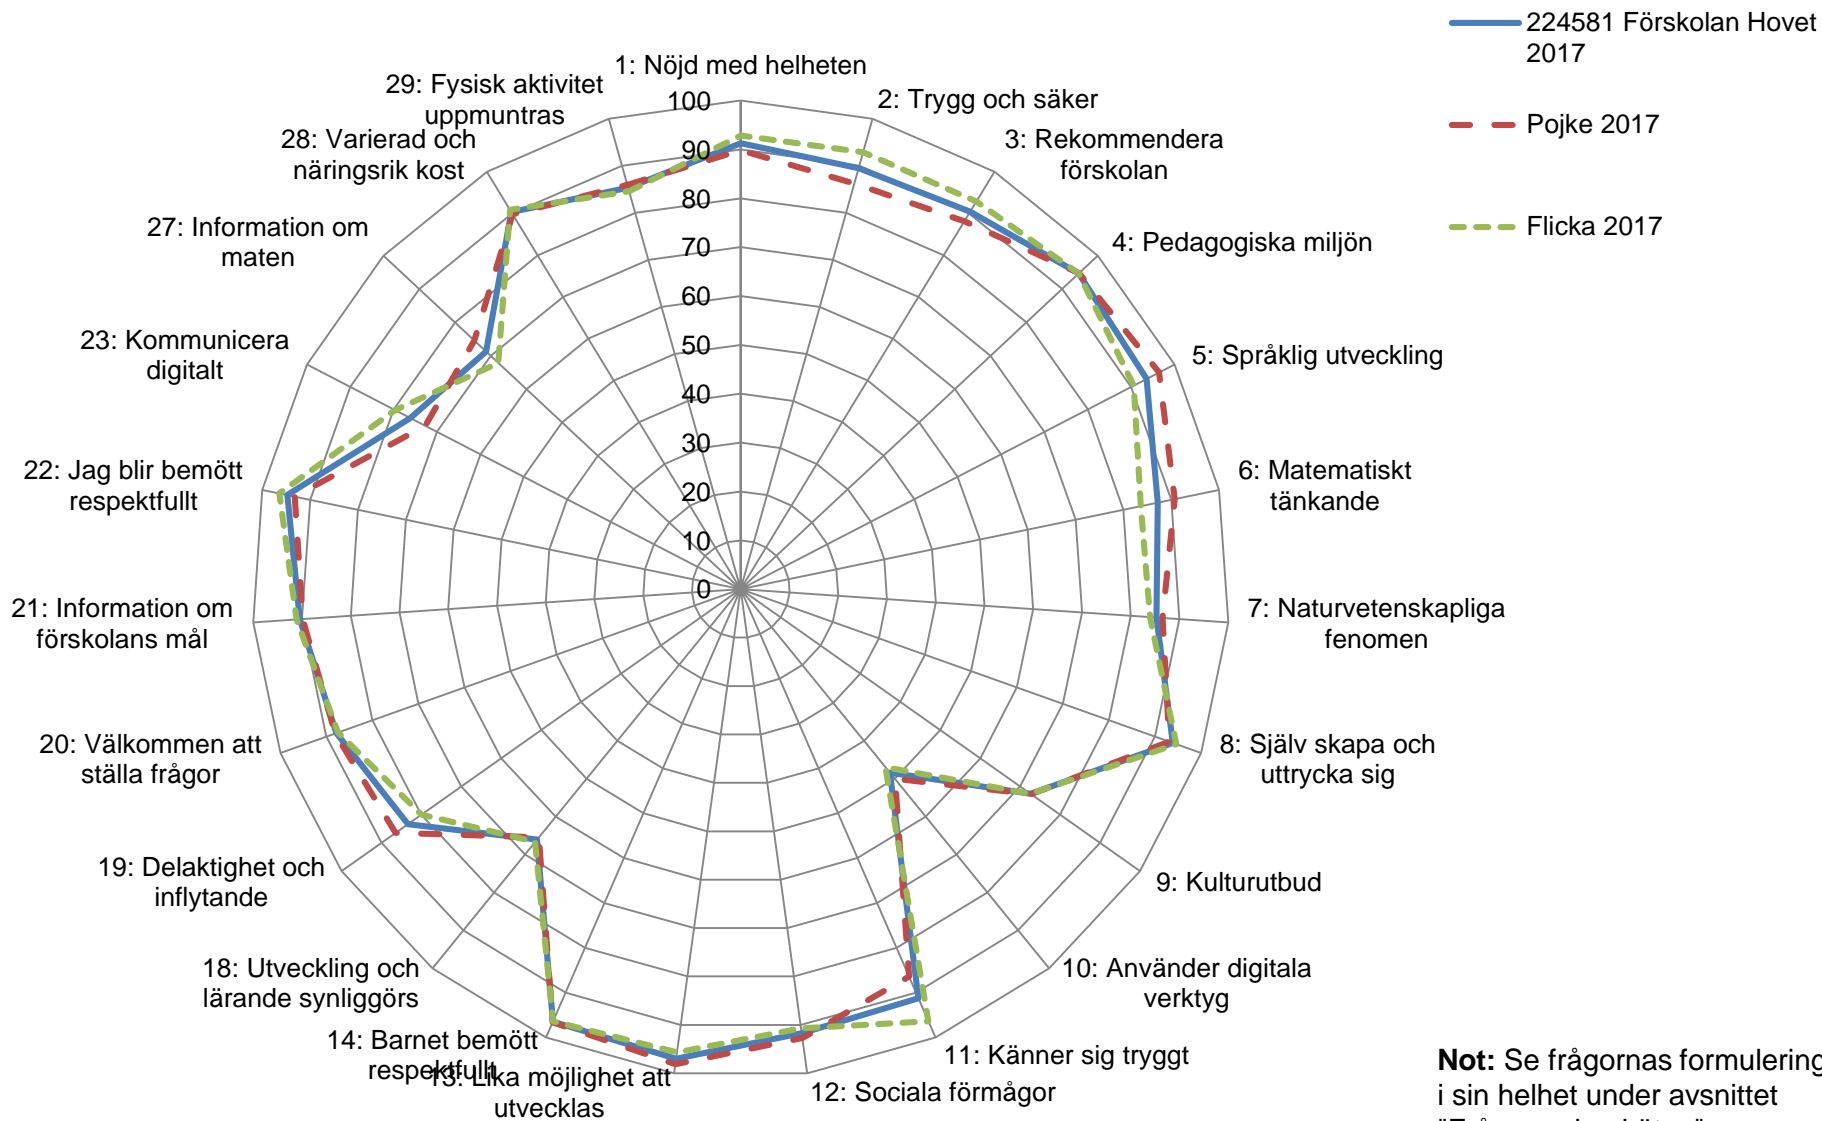 224581 Förskolan Hovet
2017
Pojke 2017
Flicka 2017
1: Nöjd med helheten
2: Trygg och säker
3: Rekommendera
förskolan
4: Pedagogiska miljön
5: Språklig utveckling
6: Matematiskt
tänkande
7: Naturvetenskapliga
fenomen
8: Själv skapa och
uttrycka sig
9: Kulturutbud
10: Använder digitala
verktyg
11: Känner sig tryggt
12: Sociala förmågor
13: Lika möjlighet att
utvecklas
14: Barnet bemött
respektfullt
18: Utveckling och
lärande synliggörs
19: Delaktighet och
inflytande
20: Välkommen att
ställa frågor
21: Information om
förskolans mål
22: Jag blir bemött
respektfullt
23: Kommunicera
digitalt
27: Information om
maten
28: Varierad och
näringsrik kost
29: Fysisk aktivitet
uppmuntras
100
90
80
70
60
50
40
30
20
10
0
Not: Se frågornas formulering
i sin helhet under avsnittet